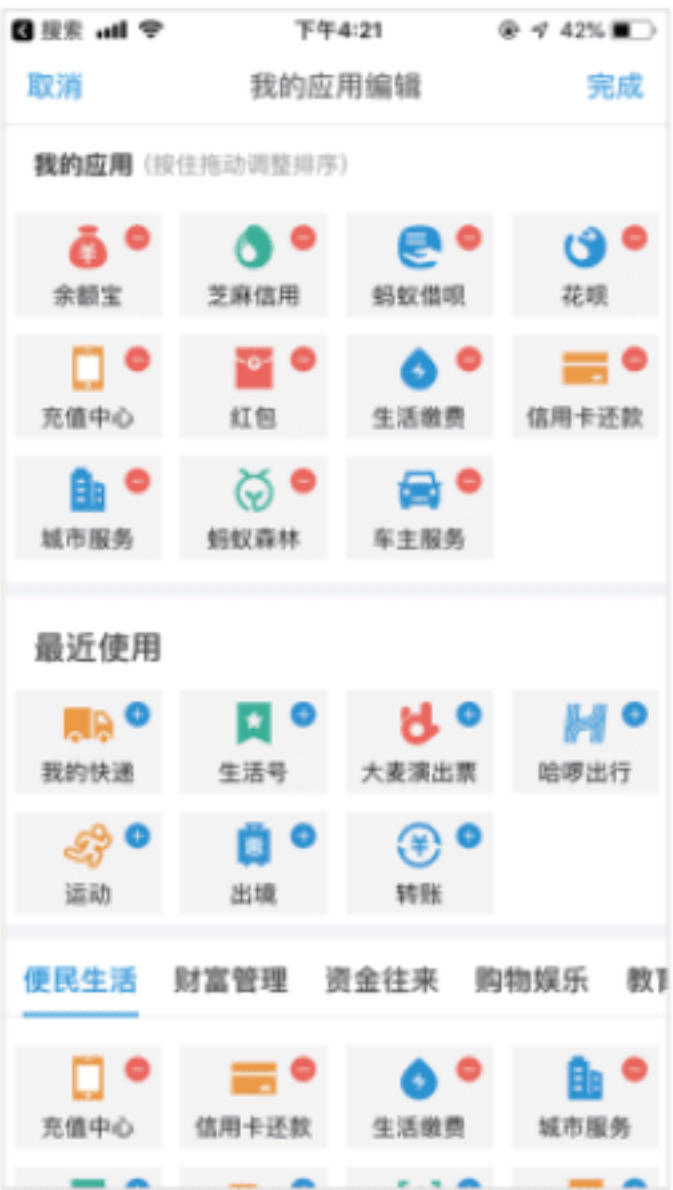 搜索 下午4:21 42%
取消 我的应用编辑 完成
我的应用（按住拖动调整排序）
余额宝 芝麻信用 蚂蚁借呗 花呗
充值中心 红包 生活缴费 信用卡还款
城市服务 蚂蚁森林 车主服务
最近使用
我的快递 生活号 大麦演出票 哈啰出行
运动 出境 转账
便民生活 财富管理 资金往来 购物娱乐 教育
充值中心 信用卡还款 生活缴费 城市服务